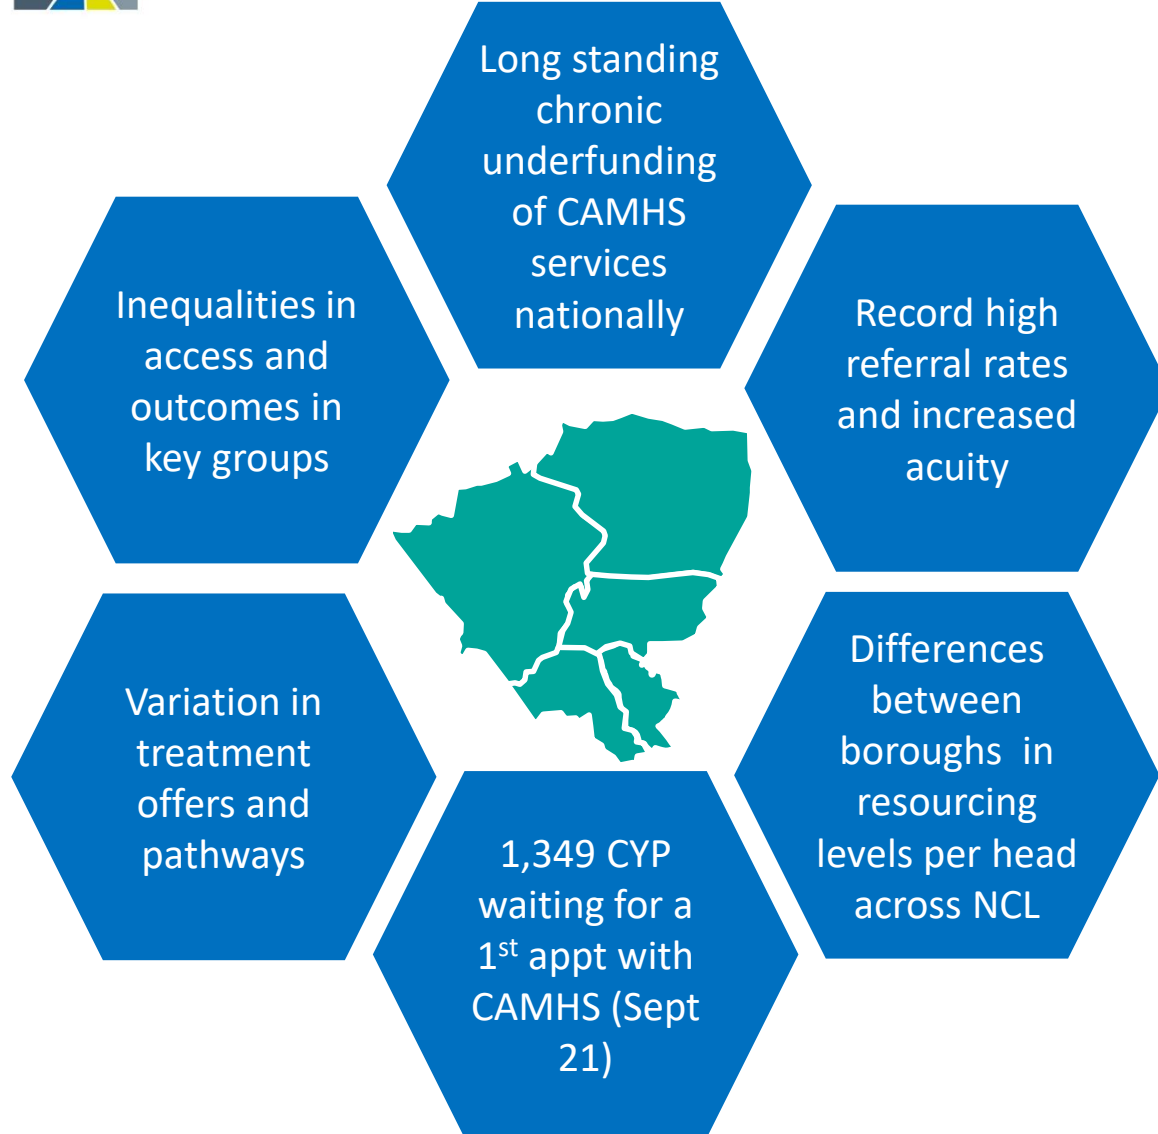 Long standing
chronic
underfunding
of CAMHS
services
nationally
Inequalities in
access and
outcomes in
key groups
Record high
referral rates
and increased
acuity
Variation in
treatment
offers and
pathways
Differences
between
boroughs  in
resourcing
levels per head
across NCL
1,349 CYP
waiting for a
1st appt with
CAMHS (Sept
21)